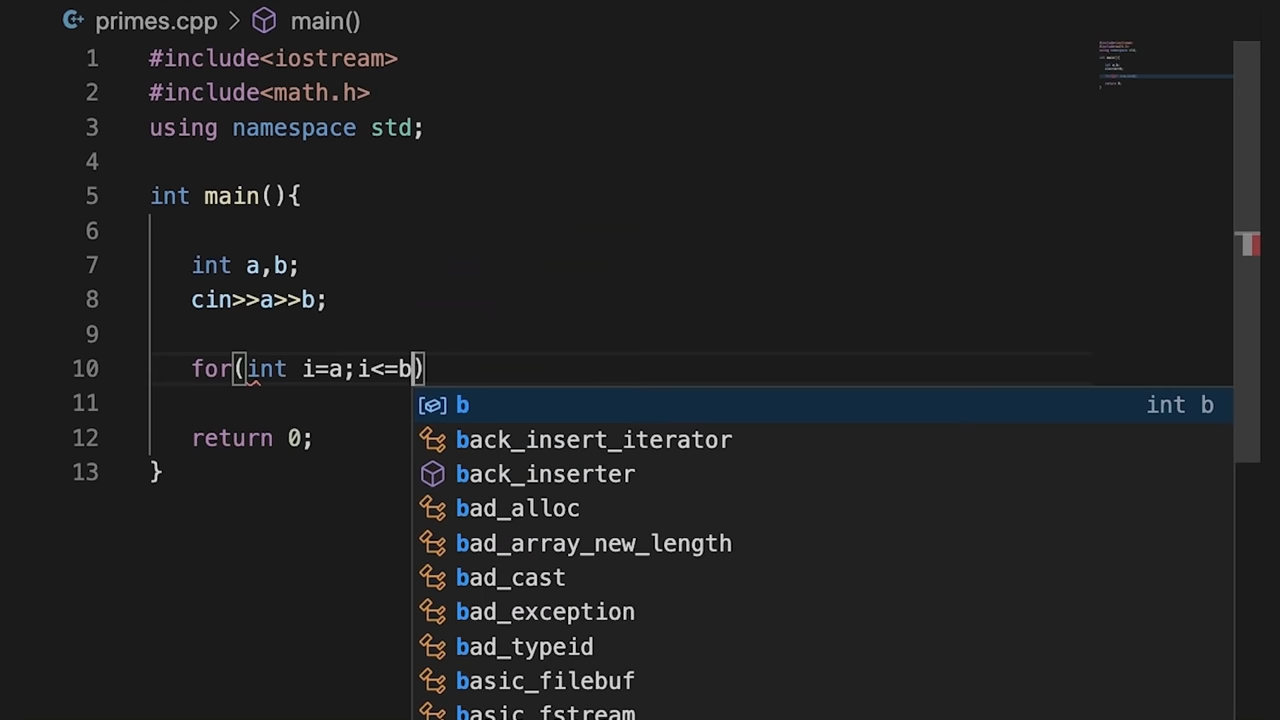 primes.cpp > main()
1 #include<iostream>
2 #include<math.h>
3 using namespace std;
4
5 int main(){
6
7 int a,b;
8 cin>>a>>b;
9
10 for(int i=a;i<=b)
b int b
11
back_insert_iterator
12 return 0;
back_inserter
13 }
bad_alloc
bad_array_new_length
bad_cast
bad_exception
bad_typeid
basic_filebuf
basic_fstream